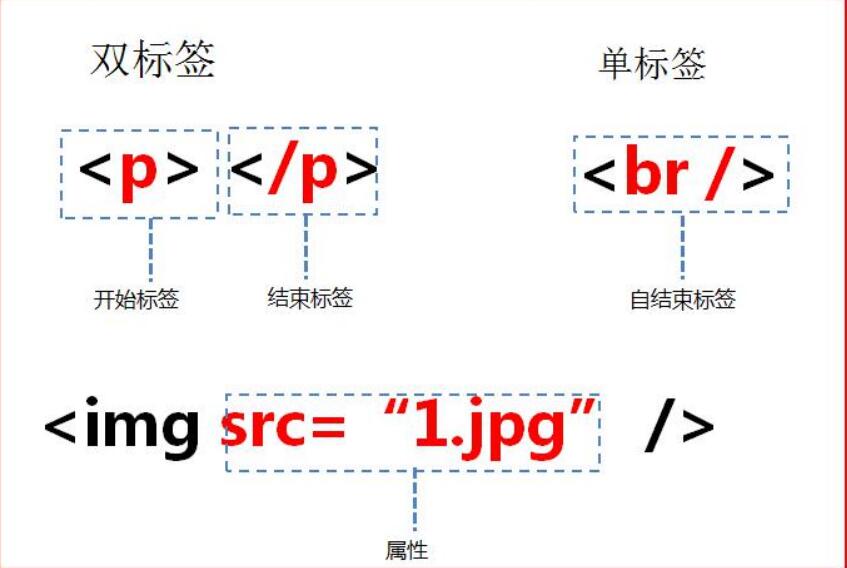 双标签 单标签
<p> </p> <br />
开始标签 结束标签 自结束标签
<img src= “1.jpg” />
属性